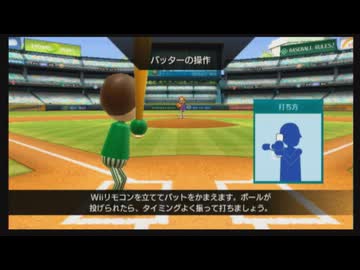 バッターの操作
BASEBALL RULES!
打ち方
Wiiリモコンを立ててバットをかまえます。ボールが
投げられたら、タイミングよく振って打ちましょう。